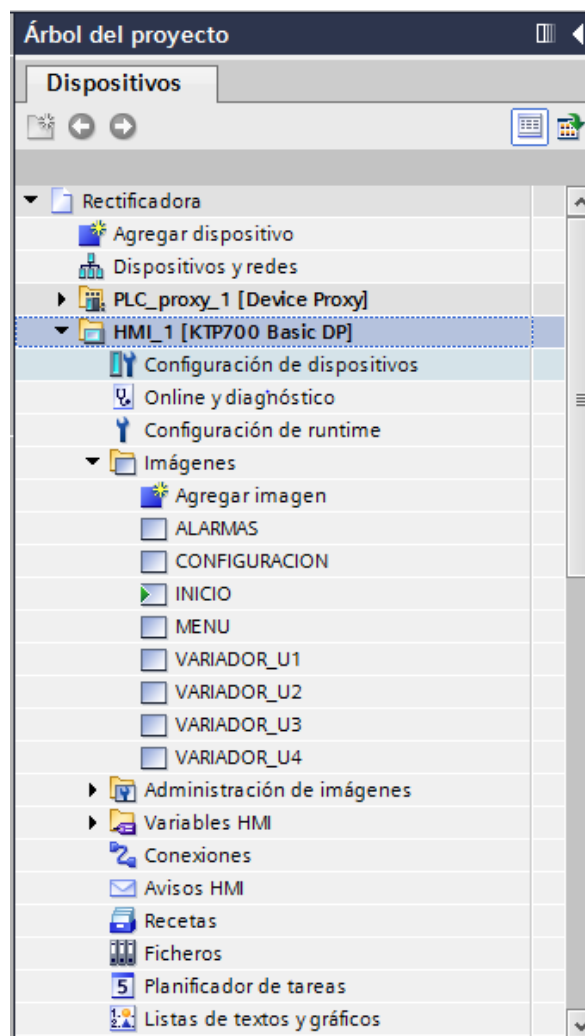 Árbol del proyecto
Dispositivos
Rectificadora
Agregar dispositivo
Dispositivos y redes
PLC_proxy_1 [Device Proxy]
HMI_1 [KTP700 Basic DP]
Configuración de dispositivos
Online y diagnóstico
Configuración de runtime
Imágenes
Agregar imagen
ALARMAS
CONFIGURACION
INICIO
MENU
VARIADOR_U1
VARIADOR_U2
VARIADOR_U3
VARIADOR_U4
Administración de imágenes
Variables HMI
Conexiones
Avisos HMI
Recetas
Ficheros
Planificador de tareas
Listas de textos y gráficos